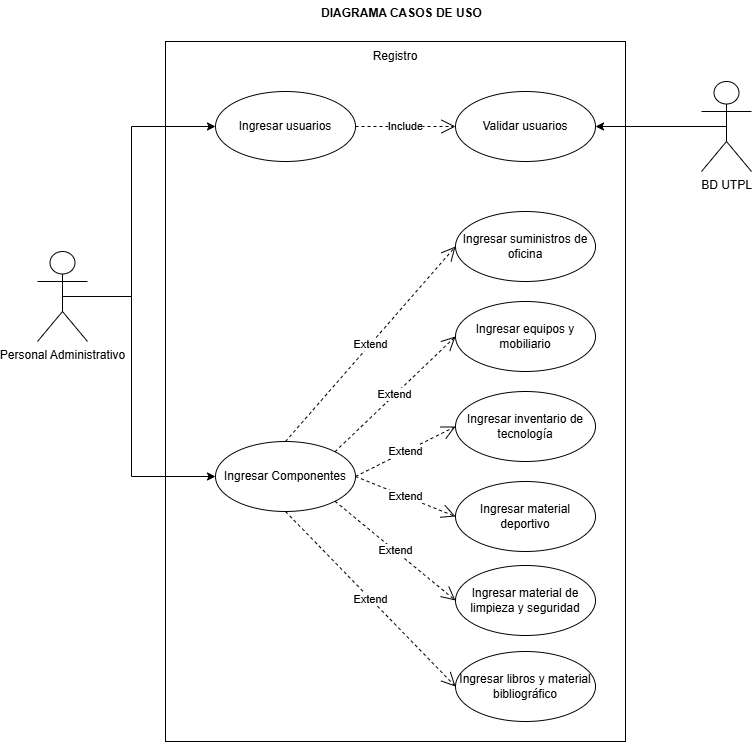 DIAGRAMA CASOS DE USO
Registro
Ingresar usuarios
Include
Validar usuarios
BD UTPL
Ingresar suministros de
oficina
Personal Administrativo
Extend
Ingresar equipos y
mobiliario
Extend
Ingresar inventario de
tecnología
Extend
Ingresar Componentes
Extend
Ingresar material
deportivo
Extend
Ingresar material de
limpieza y seguridad
Extend
Ingresar libros y material
bibliográfico